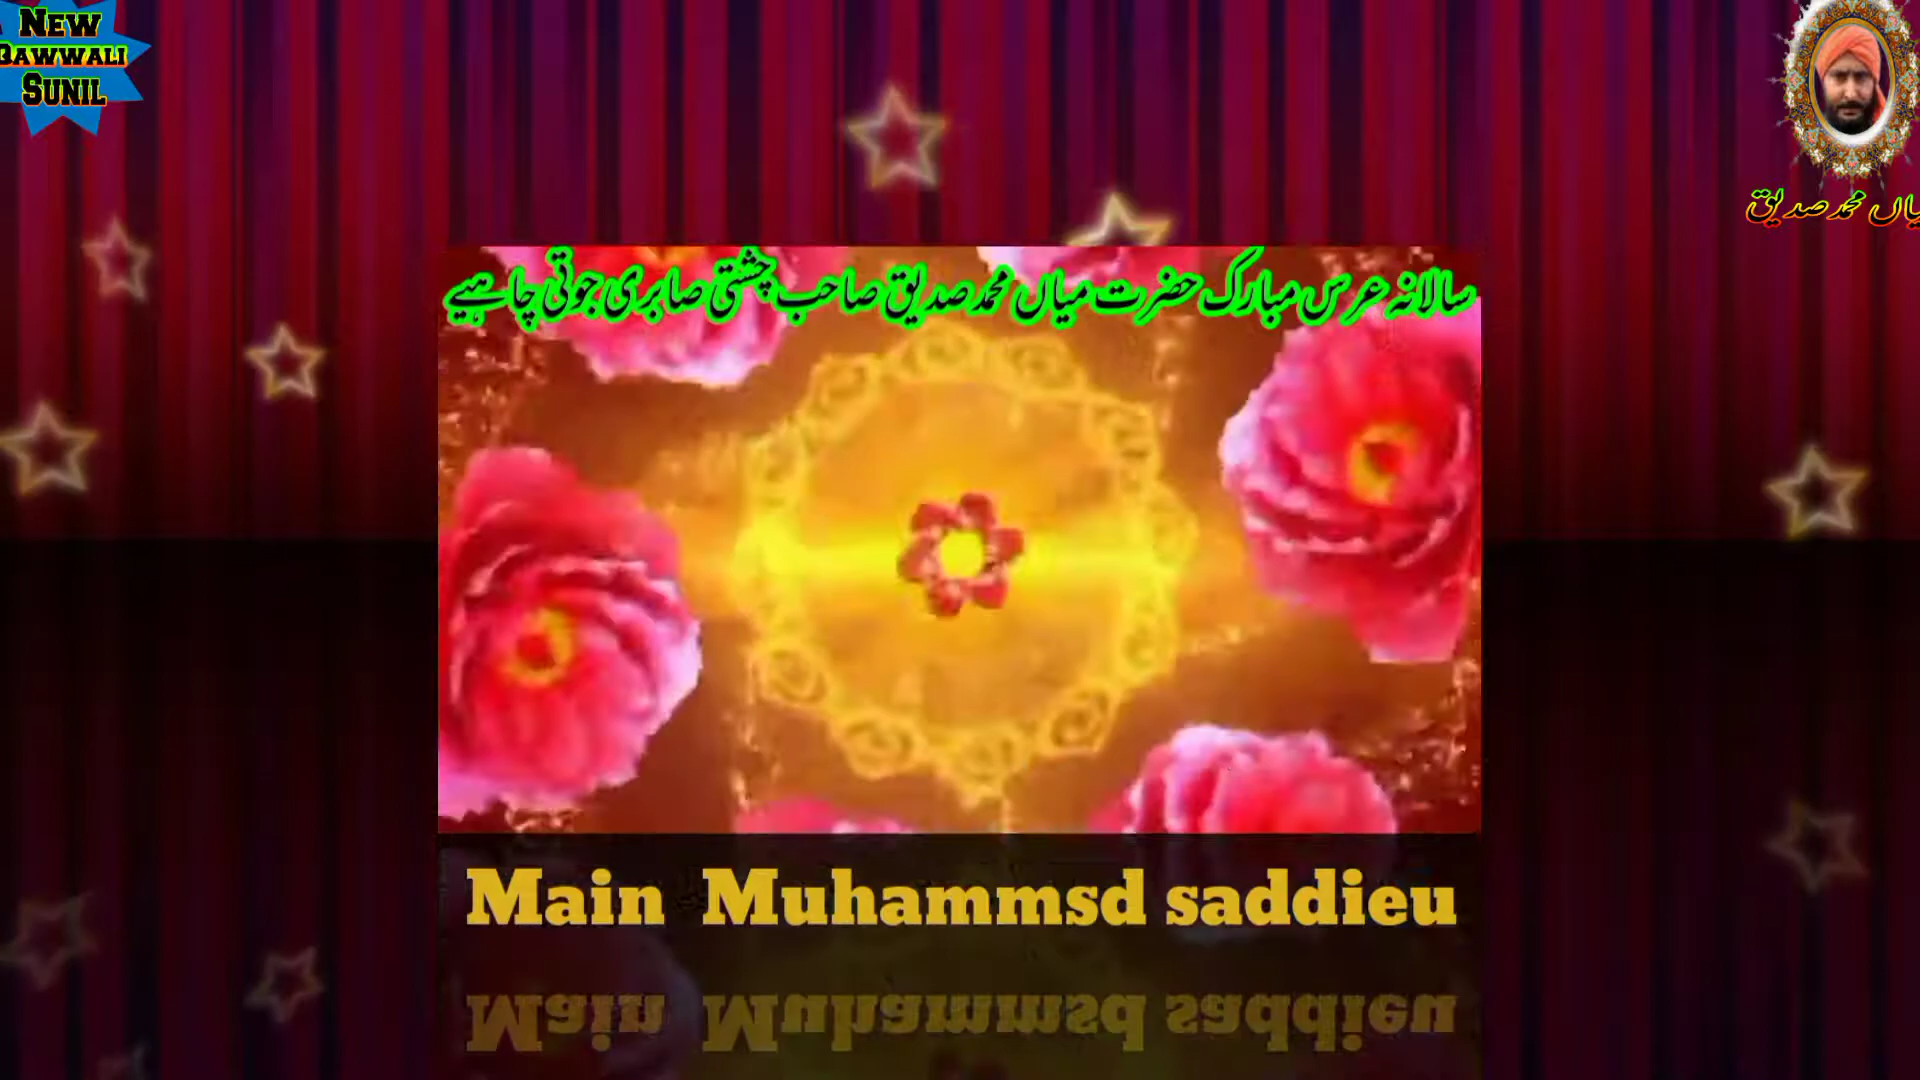 NEW
QAWWALI
SUNIL
میاں محمد صدیق
سالانہ عرس مبارک حضرت میاں محمد صدیق صاحب چشتی صابری جوتی چاہیے
Main Muhammsd saddieu